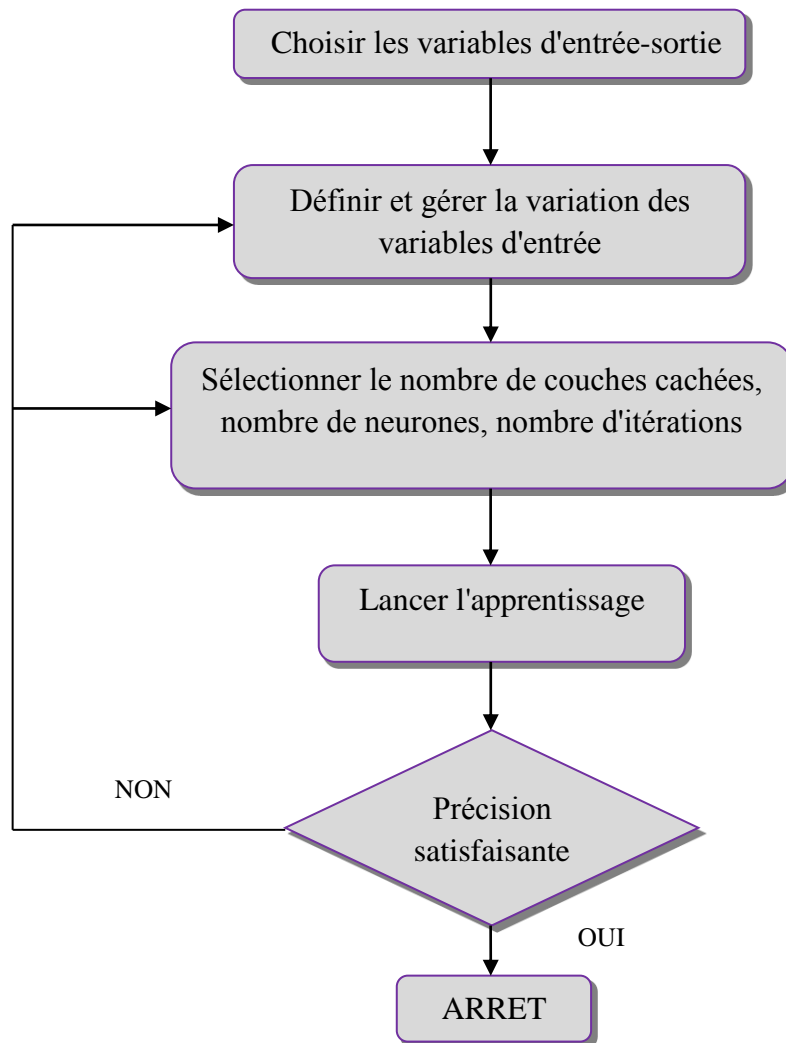 Choisir les variables d'entrée-sortie
Définir et gérer la variation des
variables d'entrée
Sélectionner le nombre de couches cachées,
nombre de neurones, nombre d'itérations
Lancer l'apprentissage
NON
Précision
satisfaisante
OUI
ARRET